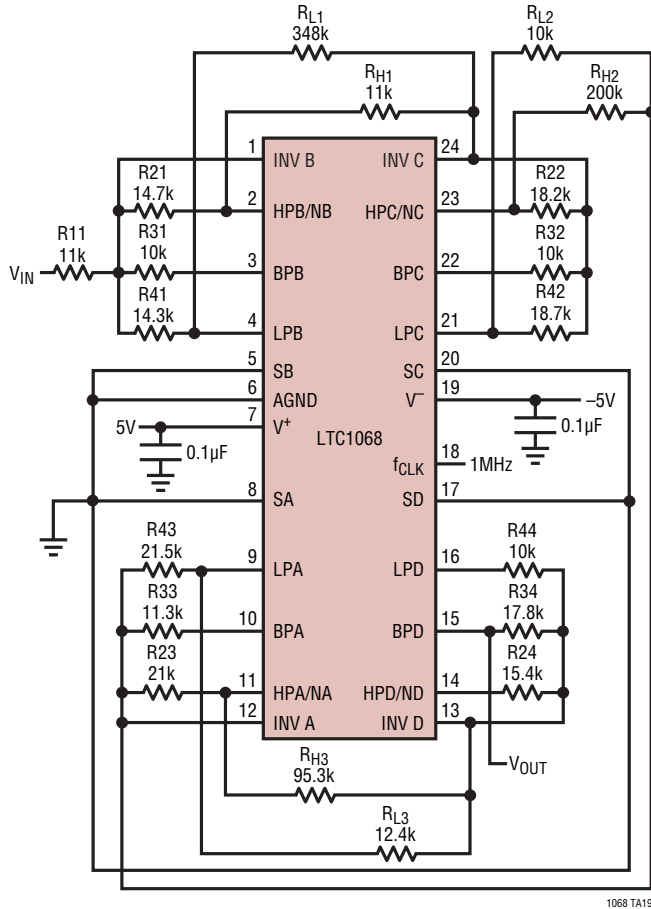 RL1
348k
RL2
10k
RH1
11k
RH2
200k
1
INV B
INV C
24
R21
14.7k
2
HPB/NB
HPC/NC
23
R22
18.2k
R11
11k
VIN
R31
10k
3
BPB
BPC
22
R32
10k
R41
14.3k
4
LPB
LPC
21
R42
18.7k
5
SB
SC
20
6
AGND
V–
19
–5V
0.1µF
5V
7
V+
0.1µF
LTC1068
fCLK
18
1MHz
8
SA
SD
17
R43
21.5k
9
LPA
LPD
16
R44
10k
R33
11.3k
10
BPA
BPD
15
R34
17.8k
R23
21k
11
HPA/NA
HPD/ND
14
R24
15.4k
12
INV A
INV D
13
VOUT
RH3
95.3k
RL3
12.4k
1068 TA19